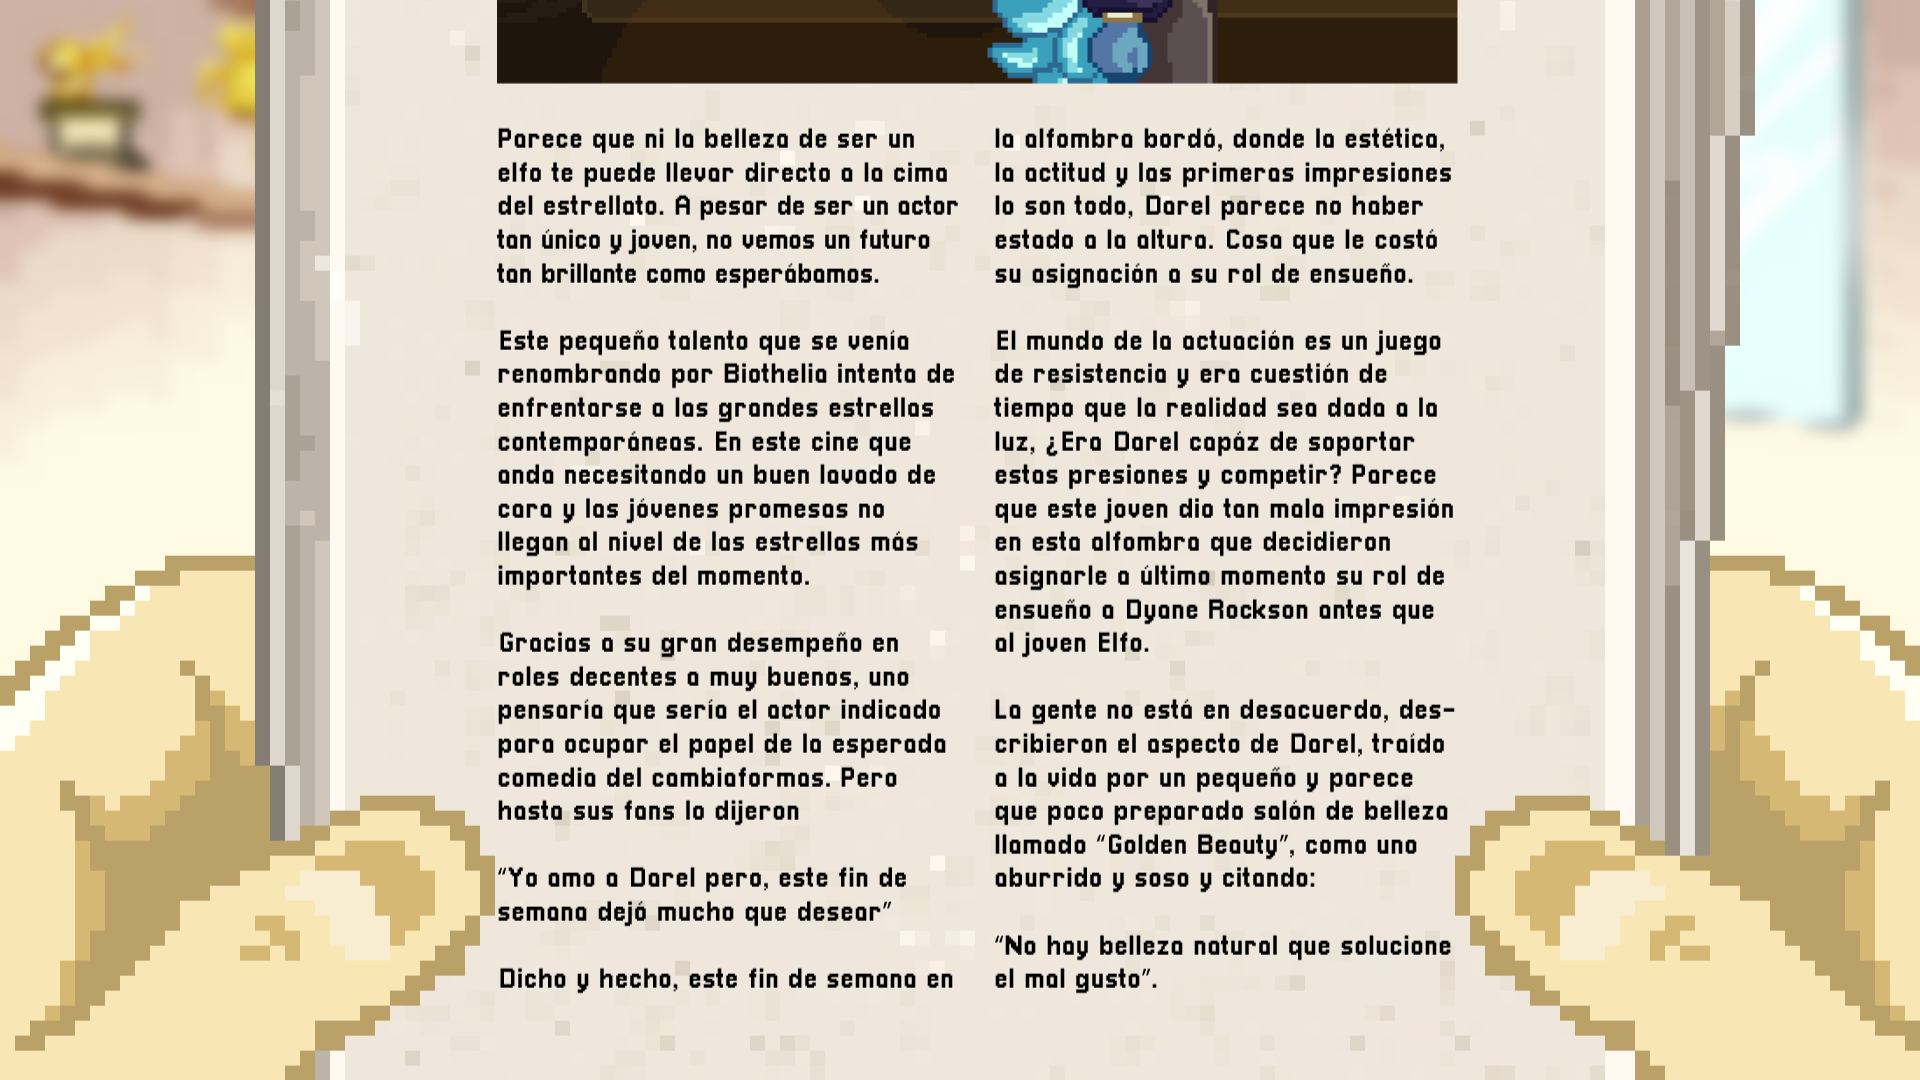 Parece que ni la belleza de ser un
elfo te puede llevar directo a la cima
del estrellato. A pesar de ser un actor
tan único y joven, no vemos un futuro
tan brillante como esperábamos.
Este pequeño talento que se venía
renombrando por Biathelia intenta de
enfrentarse a las grandes estrellas
contemporáneas. En este cine que
anda necesitando un buen lavado de
cara y las jóvenes promesas no
llegan al nivel de las estrellas más
importantes del momento.
Gracias a su gran desempeño en
roles decentes a muy buenos, uno
pensaría que sería el actor indicado
para ocupar el papel de la esperada
comedia del cambiaformas. Pero
hasta sus fans lo dijeron
"Yo amo a Darel pero, este fin de
semana dejó mucho que desear"
Dicho y hecho, este fin de semana en
la alfombra bordó, donde la estética,
la actitud y las primeras impresiones
lo son todo, Darel parece no haber
estado a la altura. Cosa que le costó
su asignación a su rol de ensueño.
El mundo de la actuación es un juego
de resistencia y era cuestión de
tiempo que la realidad sea dada a la
luz, ¿Era Darel capáz de soportar
estas presiones y competir? Parece
que este joven dio tan mala impresión
en esta alfombra que decidieron
asignarle a último momento su rol de
ensueño a Dyane Rockson antes que
al joven Elfo.
La gente no está en desacuerdo, des-
cribieron el aspecto de Darel, traído
a la vida por un pequeño y parece
que poco preparado salón de belleza
llamado "Golden Beauty", como uno
aburrido y soso y citando:
"No hay belleza natural que solucione
el mal gusto".